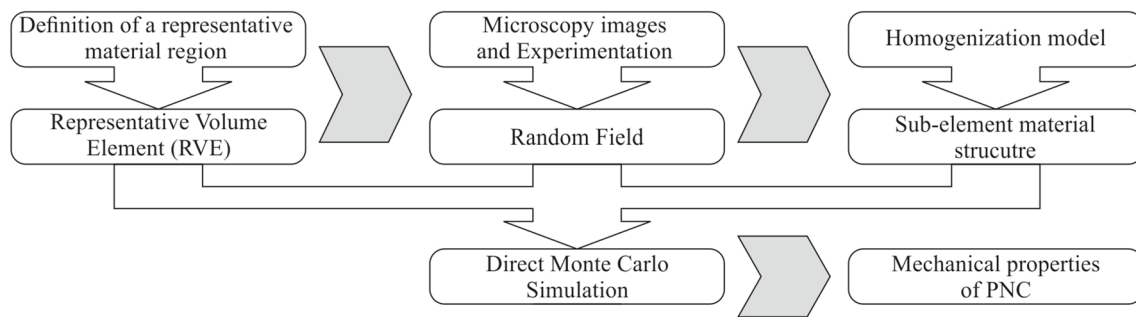 Definition of a representative
material region
Microscopy images
and Experimentation
Homogenization model
Representative Volume
Element (RVE)
Random Field
Sub-element material
strucutre
Direct Monte Carlo
Simulation
Mechanical properties
of PNC